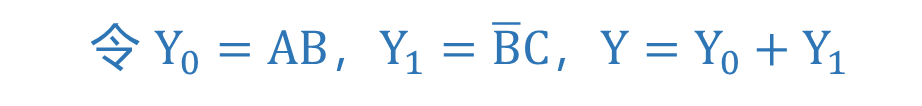 令 Y₀ = AB， Y₁ = B̅C， Y = Y₀ + Y₁